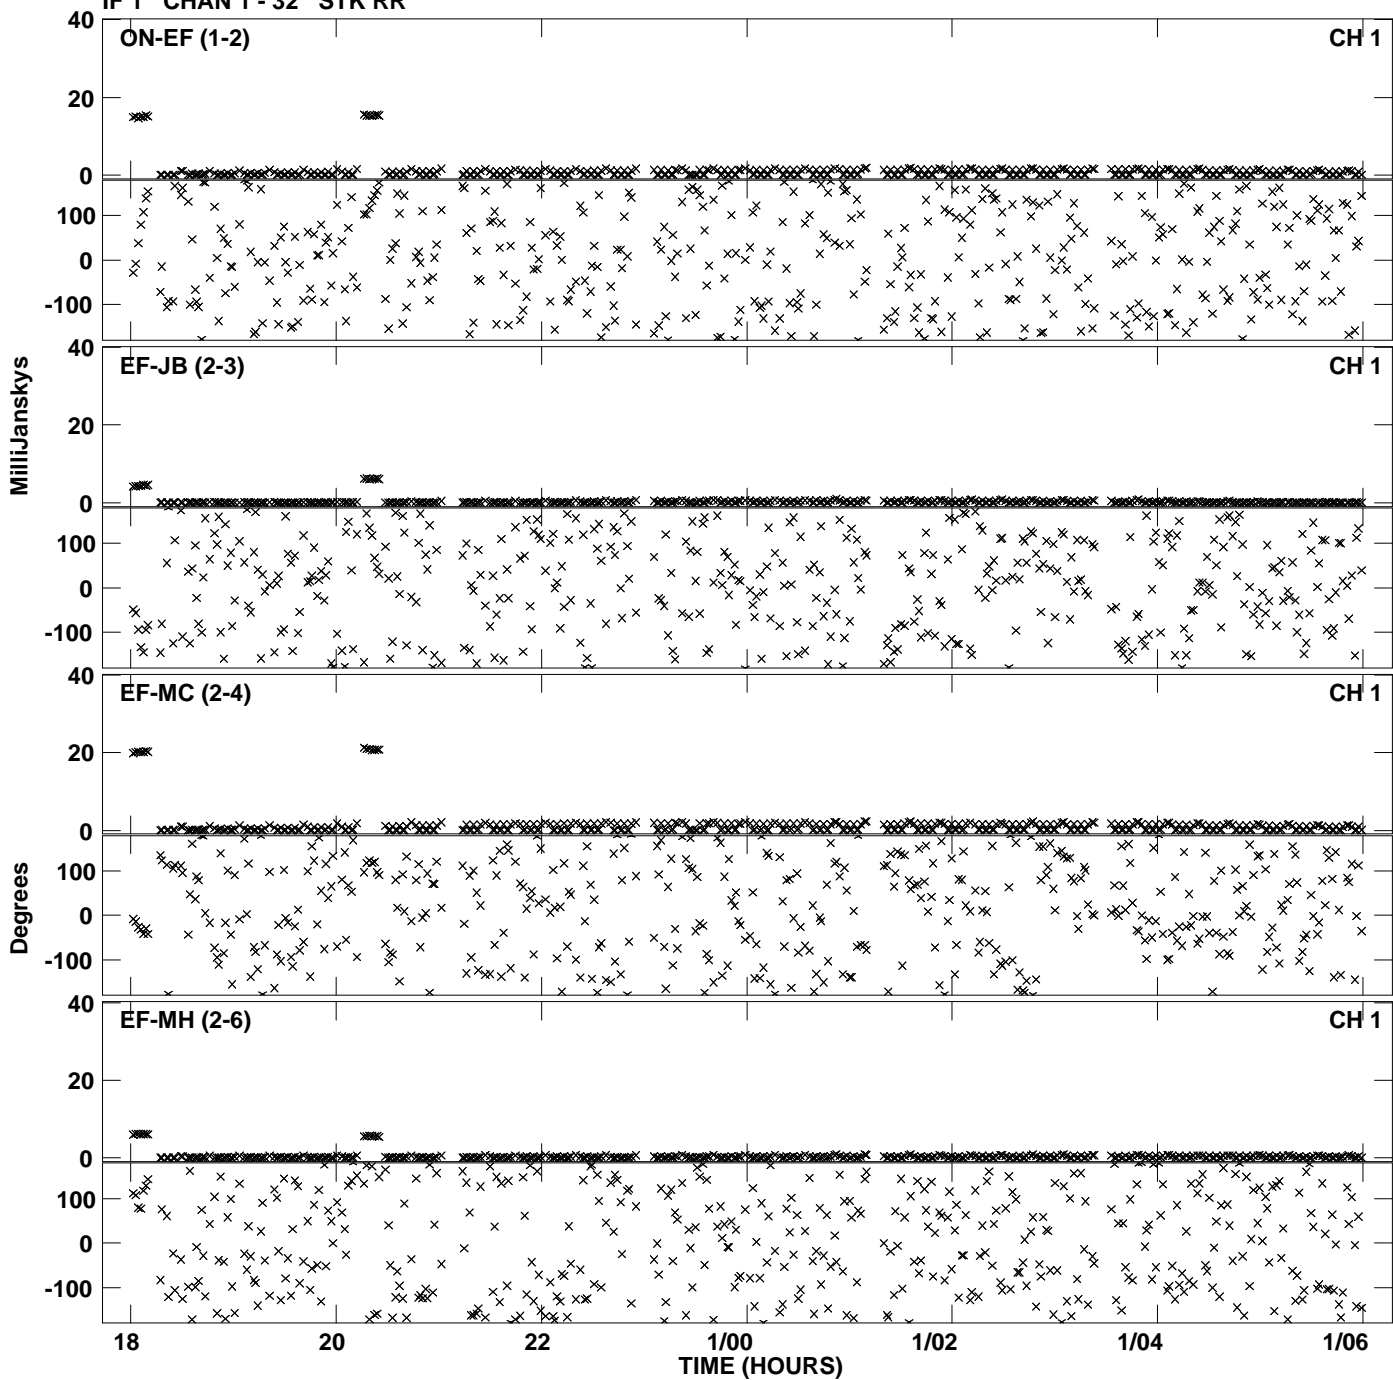 IF 1 CHAN 1 - 32 STK RR
40
ON-EF (1-2) CH 1
20
0
100
0
-100
40
EF-JB (2-3) CH 1
20
0
100
0
-100
MilliJanskys
40
EF-MC (2-4) CH 1
20
0
100
0
-100
Degrees
40
EF-MH (2-6) CH 1
20
0
100
0
-100
18 20 22 1/00 1/02 1/04 1/06
TIME (HOURS)